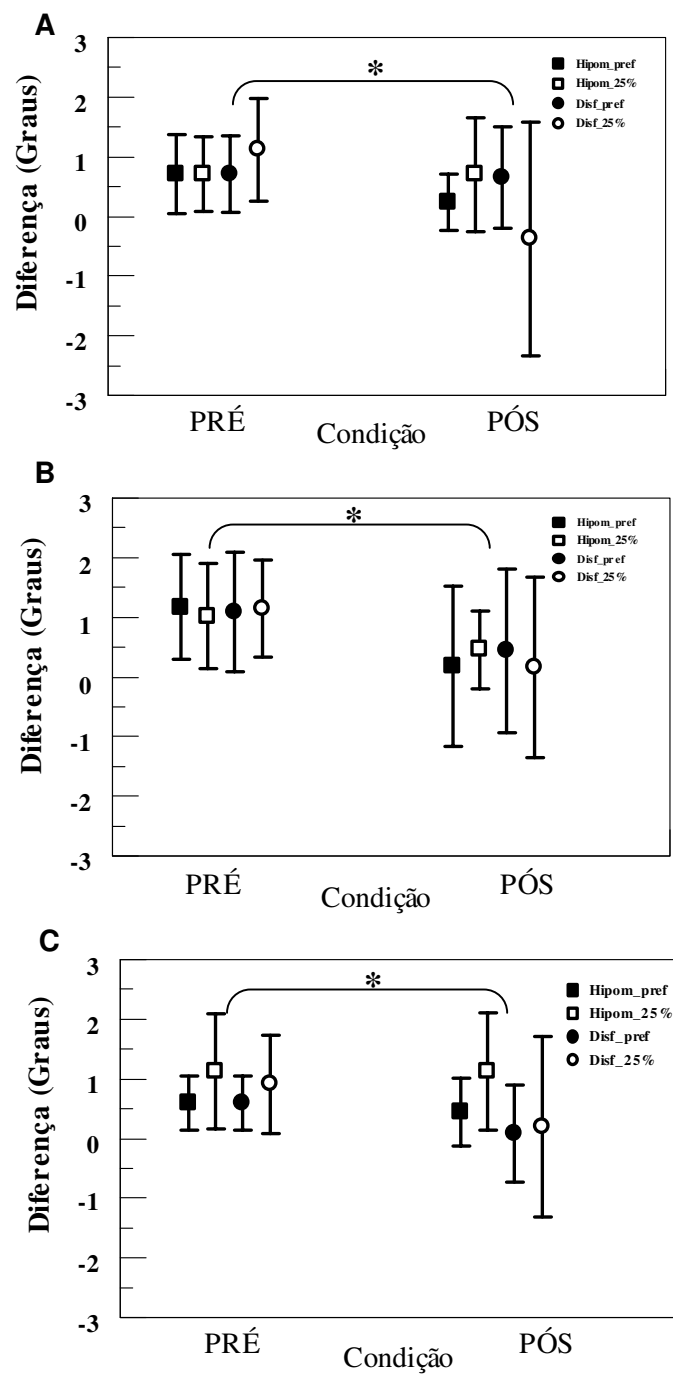 A
Diferença (Graus)
3
2
1
0
-1
-2
-3
*
Hipom_pref
Hipom_25%
Disf_pref
Disf_25%
PRÉ
PÓS
Condição
B
Diferença (Graus)
3
2
1
0
-1
-2
-3
*
Hipom_pref
Hipom_25%
Disf_pref
Disf_25%
PRÉ
PÓS
Condição
C
Diferença (Graus)
3
2
1
0
-1
-2
-3
*
Hipom_pref
Hipom_25%
Disf_pref
Disf_25%
PRÉ
PÓS
Condição